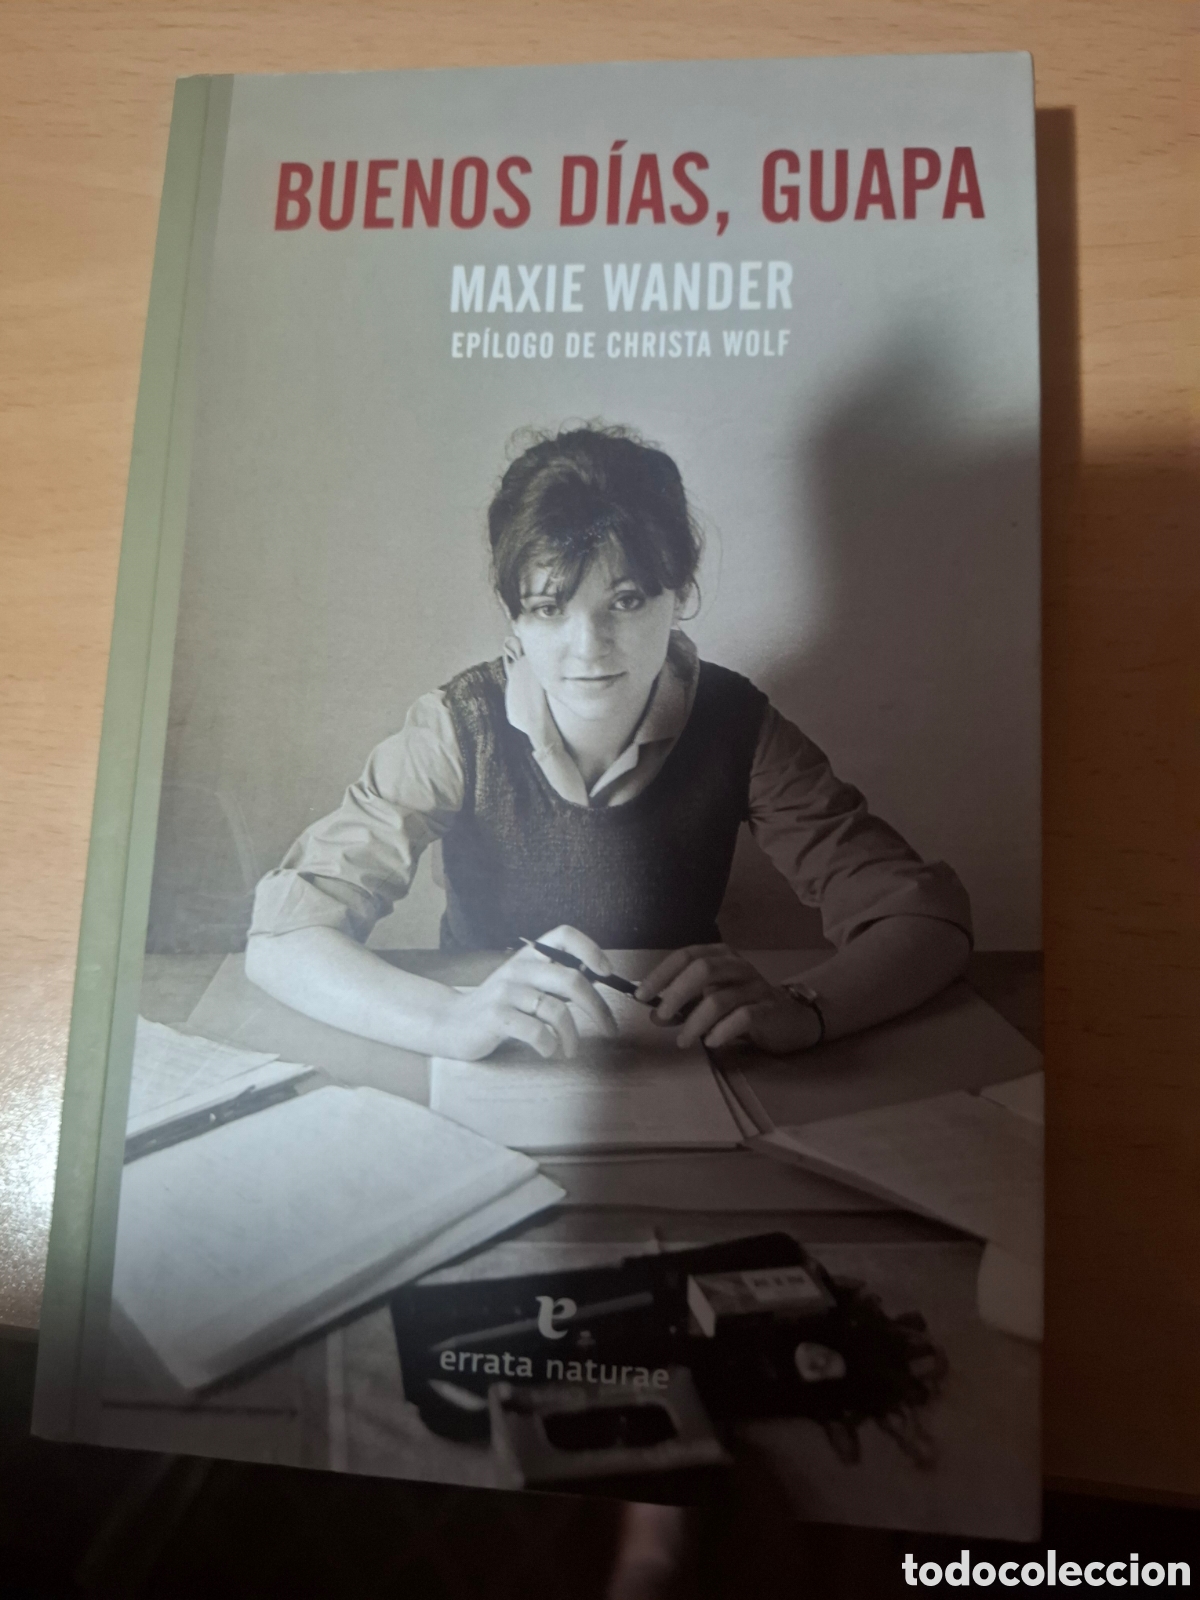 BUENOS DÍAS, GUAPA
MAXIE WANDER
EPÍLOGO DE CHRISTA WOLF
e
errata naturae
todocoleccion